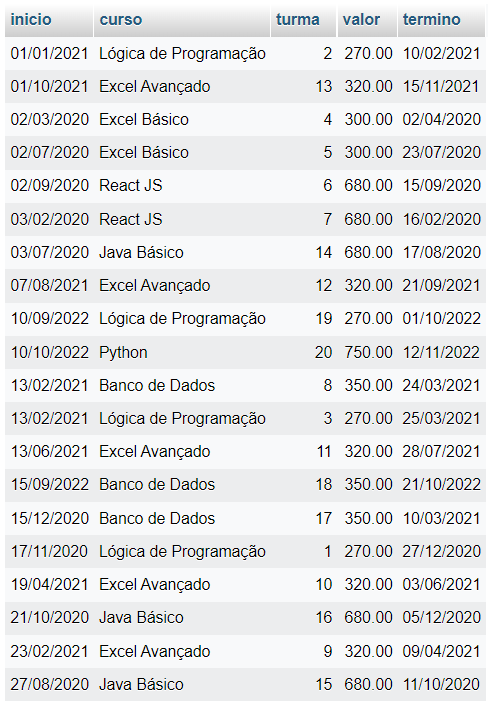 inicio curso turma valor termino
01/01/2021 Lógica de Programação 2 270.00 10/02/2021
01/10/2021 Excel Avançado 13 320.00 15/11/2021
02/03/2020 Excel Básico 4 300.00 02/04/2020
02/07/2020 Excel Básico 5 300.00 23/07/2020
02/09/2020 React JS 6 680.00 15/09/2020
03/02/2020 React JS 7 680.00 16/02/2020
03/07/2020 Java Básico 14 680.00 17/08/2020
07/08/2021 Excel Avançado 12 320.00 21/09/2021
10/09/2022 Lógica de Programação 19 270.00 01/10/2022
10/10/2022 Python 20 750.00 12/11/2022
13/02/2021 Banco de Dados 8 350.00 24/03/2021
13/02/2021 Lógica de Programação 3 270.00 25/03/2021
13/06/2021 Excel Avançado 11 320.00 28/07/2021
15/09/2022 Banco de Dados 18 350.00 21/10/2022
15/12/2020 Banco de Dados 17 350.00 10/03/2021
17/11/2020 Lógica de Programação 1 270.00 27/12/2020
19/04/2021 Excel Avançado 10 320.00 03/06/2021
21/10/2020 Java Básico 16 680.00 05/12/2020
23/02/2021 Excel Avançado 9 320.00 09/04/2021
27/08/2020 Java Básico 15 680.00 11/10/2020